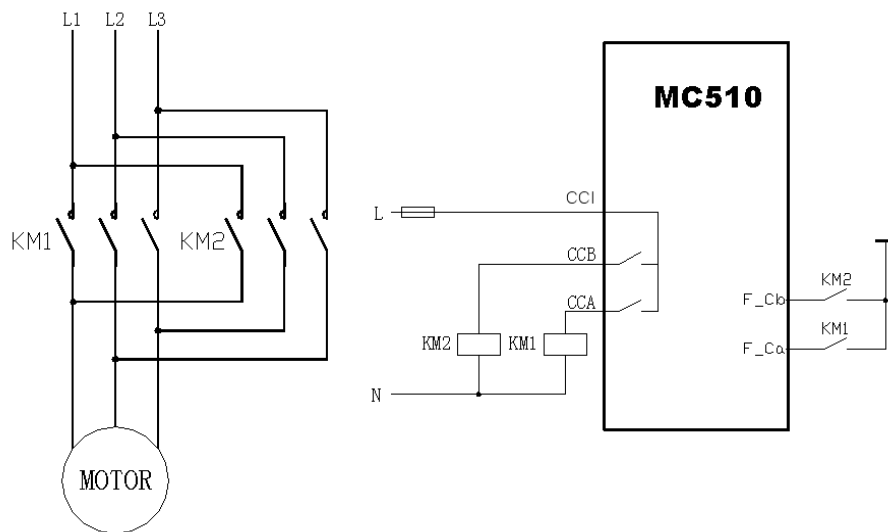 L1 L2 L3
KM1
KM2
MOTOR
MC510
L
CCI
CCB
CCA
KM2
KM1
N
F_Cb
KM2
F_Ca
KM1